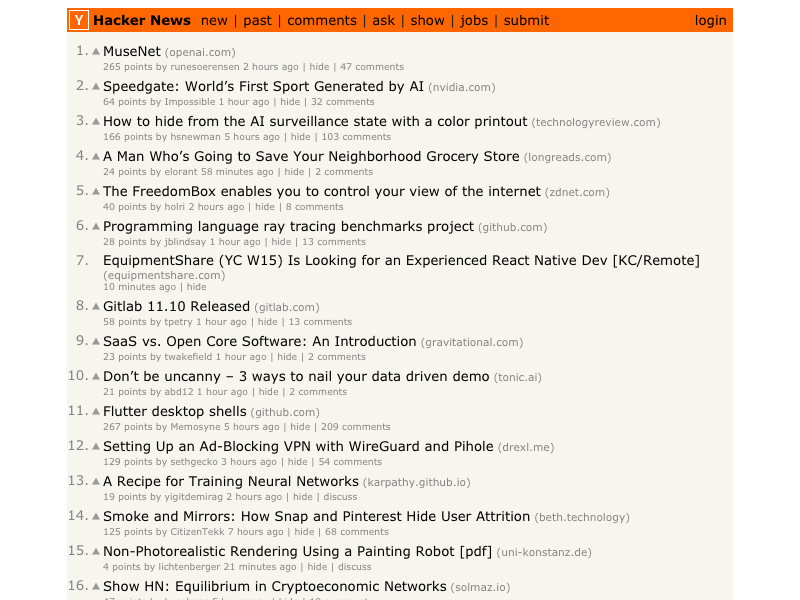 Y Hacker News new | past | comments | ask | show | jobs | submit login
1. ▲ MuseNet (openai.com)
265 points by runesoerensen 2 hours ago | hide | 47 comments
2. ▲ Speedgate: World’s First Sport Generated by AI (nvidia.com)
64 points by Impossible 1 hour ago | hide | 32 comments
3. ▲ How to hide from the AI surveillance state with a color printout (technologyreview.com)
166 points by hsnewman 5 hours ago | hide | 103 comments
4. ▲ A Man Who’s Going to Save Your Neighborhood Grocery Store (longreads.com)
24 points by elorant 58 minutes ago | hide | 2 comments
5. ▲ The FreedomBox enables you to control your view of the internet (zdnet.com)
40 points by holri 2 hours ago | hide | 8 comments
6. ▲ Programming language ray tracing benchmarks project (github.com)
28 points by jblindsay 1 hour ago | hide | 13 comments
7. EquipmentShare (YC W15) Is Looking for an Experienced React Native Dev [KC/Remote]
(equipmentshare.com)
10 minutes ago | hide
8. ▲ Gitlab 11.10 Released (gitlab.com)
58 points by tpetry 1 hour ago | hide | 13 comments
9. ▲ SaaS vs. Open Core Software: An Introduction (gravitational.com)
23 points by twakefield 1 hour ago | hide | 2 comments
10. ▲ Don’t be uncanny – 3 ways to nail your data driven demo (tonic.ai)
21 points by abd12 1 hour ago | hide | 2 comments
11. ▲ Flutter desktop shells (github.com)
267 points by Memosyne 5 hours ago | hide | 209 comments
12. ▲ Setting Up an Ad-Blocking VPN with WireGuard and Pihole (drexl.me)
129 points by sethgecko 3 hours ago | hide | 54 comments
13. ▲ A Recipe for Training Neural Networks (karpathy.github.io)
19 points by yigitdemirag 2 hours ago | hide | discuss
14. ▲ Smoke and Mirrors: How Snap and Pinterest Hide User Attrition (beth.technology)
125 points by CitizenTekk 7 hours ago | hide | 68 comments
15. ▲ Non-Photorealistic Rendering Using a Painting Robot [pdf] (uni-konstanz.de)
4 points by lichtenberger 21 minutes ago | hide | discuss
16. ▲ Show HN: Equilibrium in Cryptoeconomic Networks (solmaz.io)